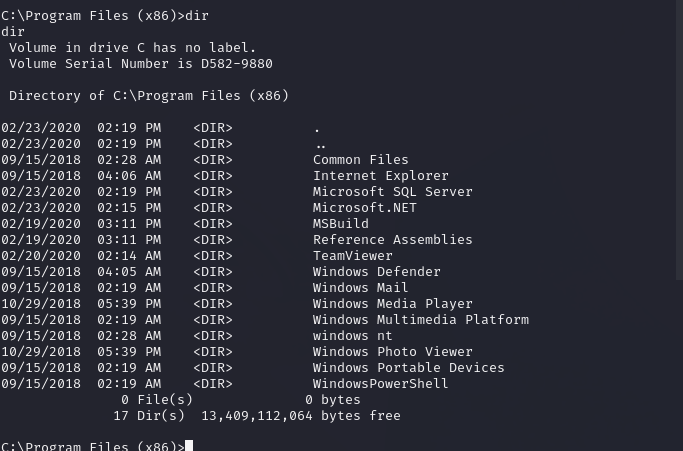 C:\Program Files (x86)>dir
dir
 Volume in drive C has no label.
 Volume Serial Number is D582-9880

 Directory of C:\Program Files (x86)

02/23/2020  02:19 PM    <DIR>          .
02/23/2020  02:19 PM    <DIR>          ..
09/15/2018  02:28 AM    <DIR>          Common Files
09/15/2018  04:06 AM    <DIR>          Internet Explorer
02/23/2020  02:19 PM    <DIR>          Microsoft SQL Server
02/23/2020  02:15 PM    <DIR>          Microsoft.NET
02/19/2020  03:11 PM    <DIR>          MSBuild
02/19/2020  03:11 PM    <DIR>          Reference Assemblies
02/20/2020  02:14 AM    <DIR>          TeamViewer
09/15/2018  04:05 AM    <DIR>          Windows Defender
09/15/2018  02:19 AM    <DIR>          Windows Mail
10/29/2018  05:39 PM    <DIR>          Windows Media Player
09/15/2018  02:19 AM    <DIR>          Windows Multimedia Platform
09/15/2018  02:28 AM    <DIR>          windows nt
10/29/2018  05:39 PM    <DIR>          Windows Photo Viewer
09/15/2018  02:19 AM    <DIR>          Windows Portable Devices
09/15/2018  02:19 AM    <DIR>          WindowsPowerShell
               0 File(s)              0 bytes
              17 Dir(s)  13,409,112,064 bytes free

C:\Program Files (x86)>